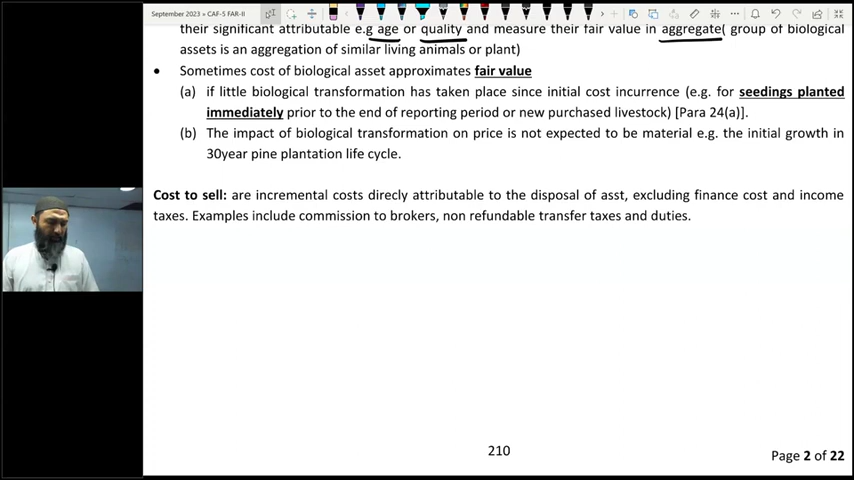 September 2023 » CAF-5 FAR-II
their significant attributable e.g age or quality and measure their fair value in aggregate( group of biological
assets is an aggregation of similar living animals or plant)
• Sometimes cost of biological asset approximates fair value
(a) if little biological transformation has taken place since initial cost incurrence (e.g. for seedings planted
immediately prior to the end of reporting period or new purchased livestock) [Para 24(a)].
(b) The impact of biological transformation on price is not expected to be material e.g. the initial growth in
30year pine plantation life cycle.
Cost to sell: are incremental costs direcly attributable to the disposal of asst, excluding finance cost and income
taxes. Examples include commission to brokers, non refundable transfer taxes and duties.
210
Page 2 of 22